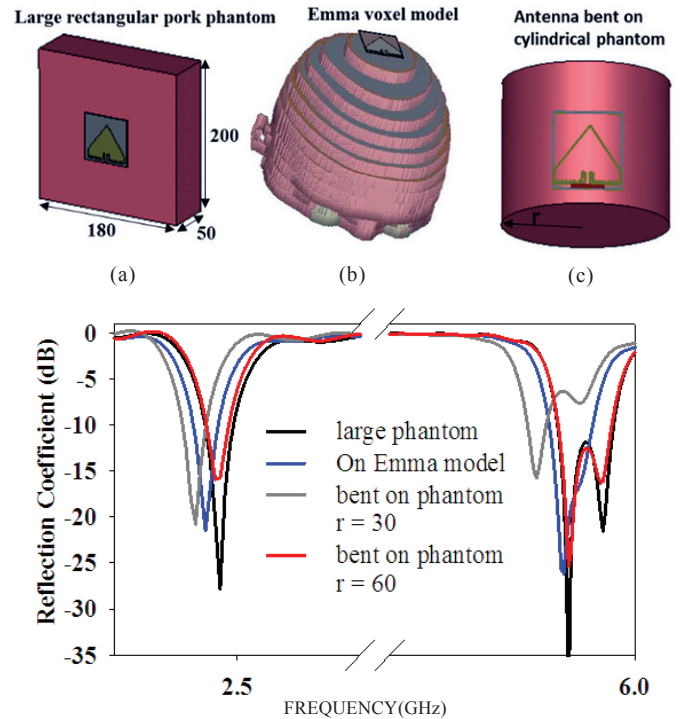 Large rectangular pork phantom
Emma voxel model
Antenna bent on
cylindrical phantom
200
180
50
r
(a)
(b)
(c)
Reflection Coefficient (dB)
0
-5
-10
-15
-20
-25
-30
-35
large phantom
On Emma model
bent on phantom
r = 30
bent on phantom
r = 60
2.5
6.0
FREQUENCY(GHz)